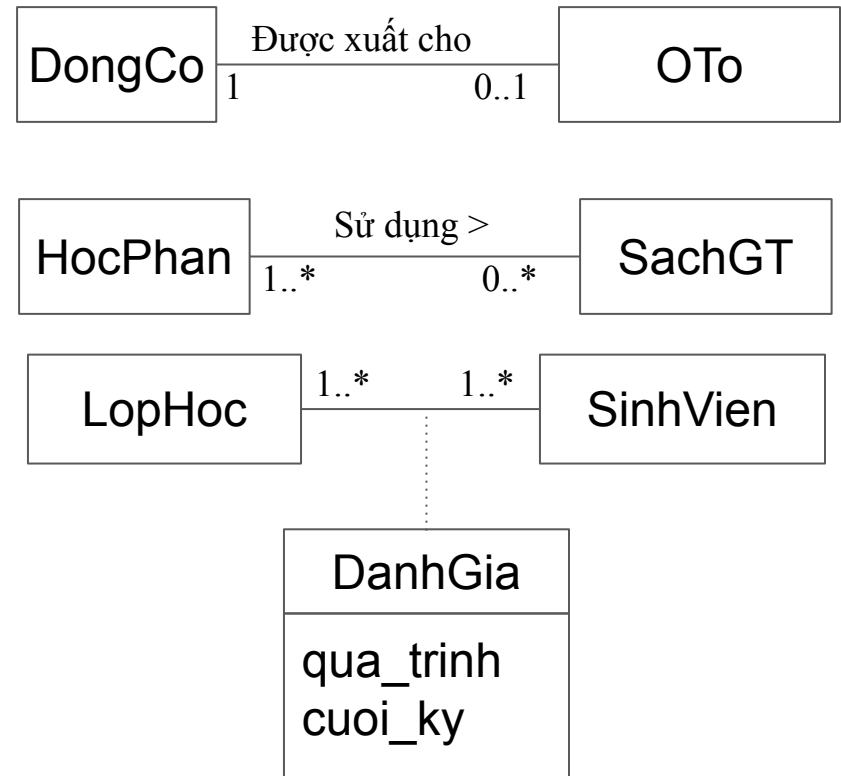 Được xuất cho
DongCo
OTo
1
0..1
Sử dụng >
HocPhan
SachGT
1..*
0..*
1..*
1..*
LopHoc
SinhVien
DanhGia
qua_trinh
cuoi_ky